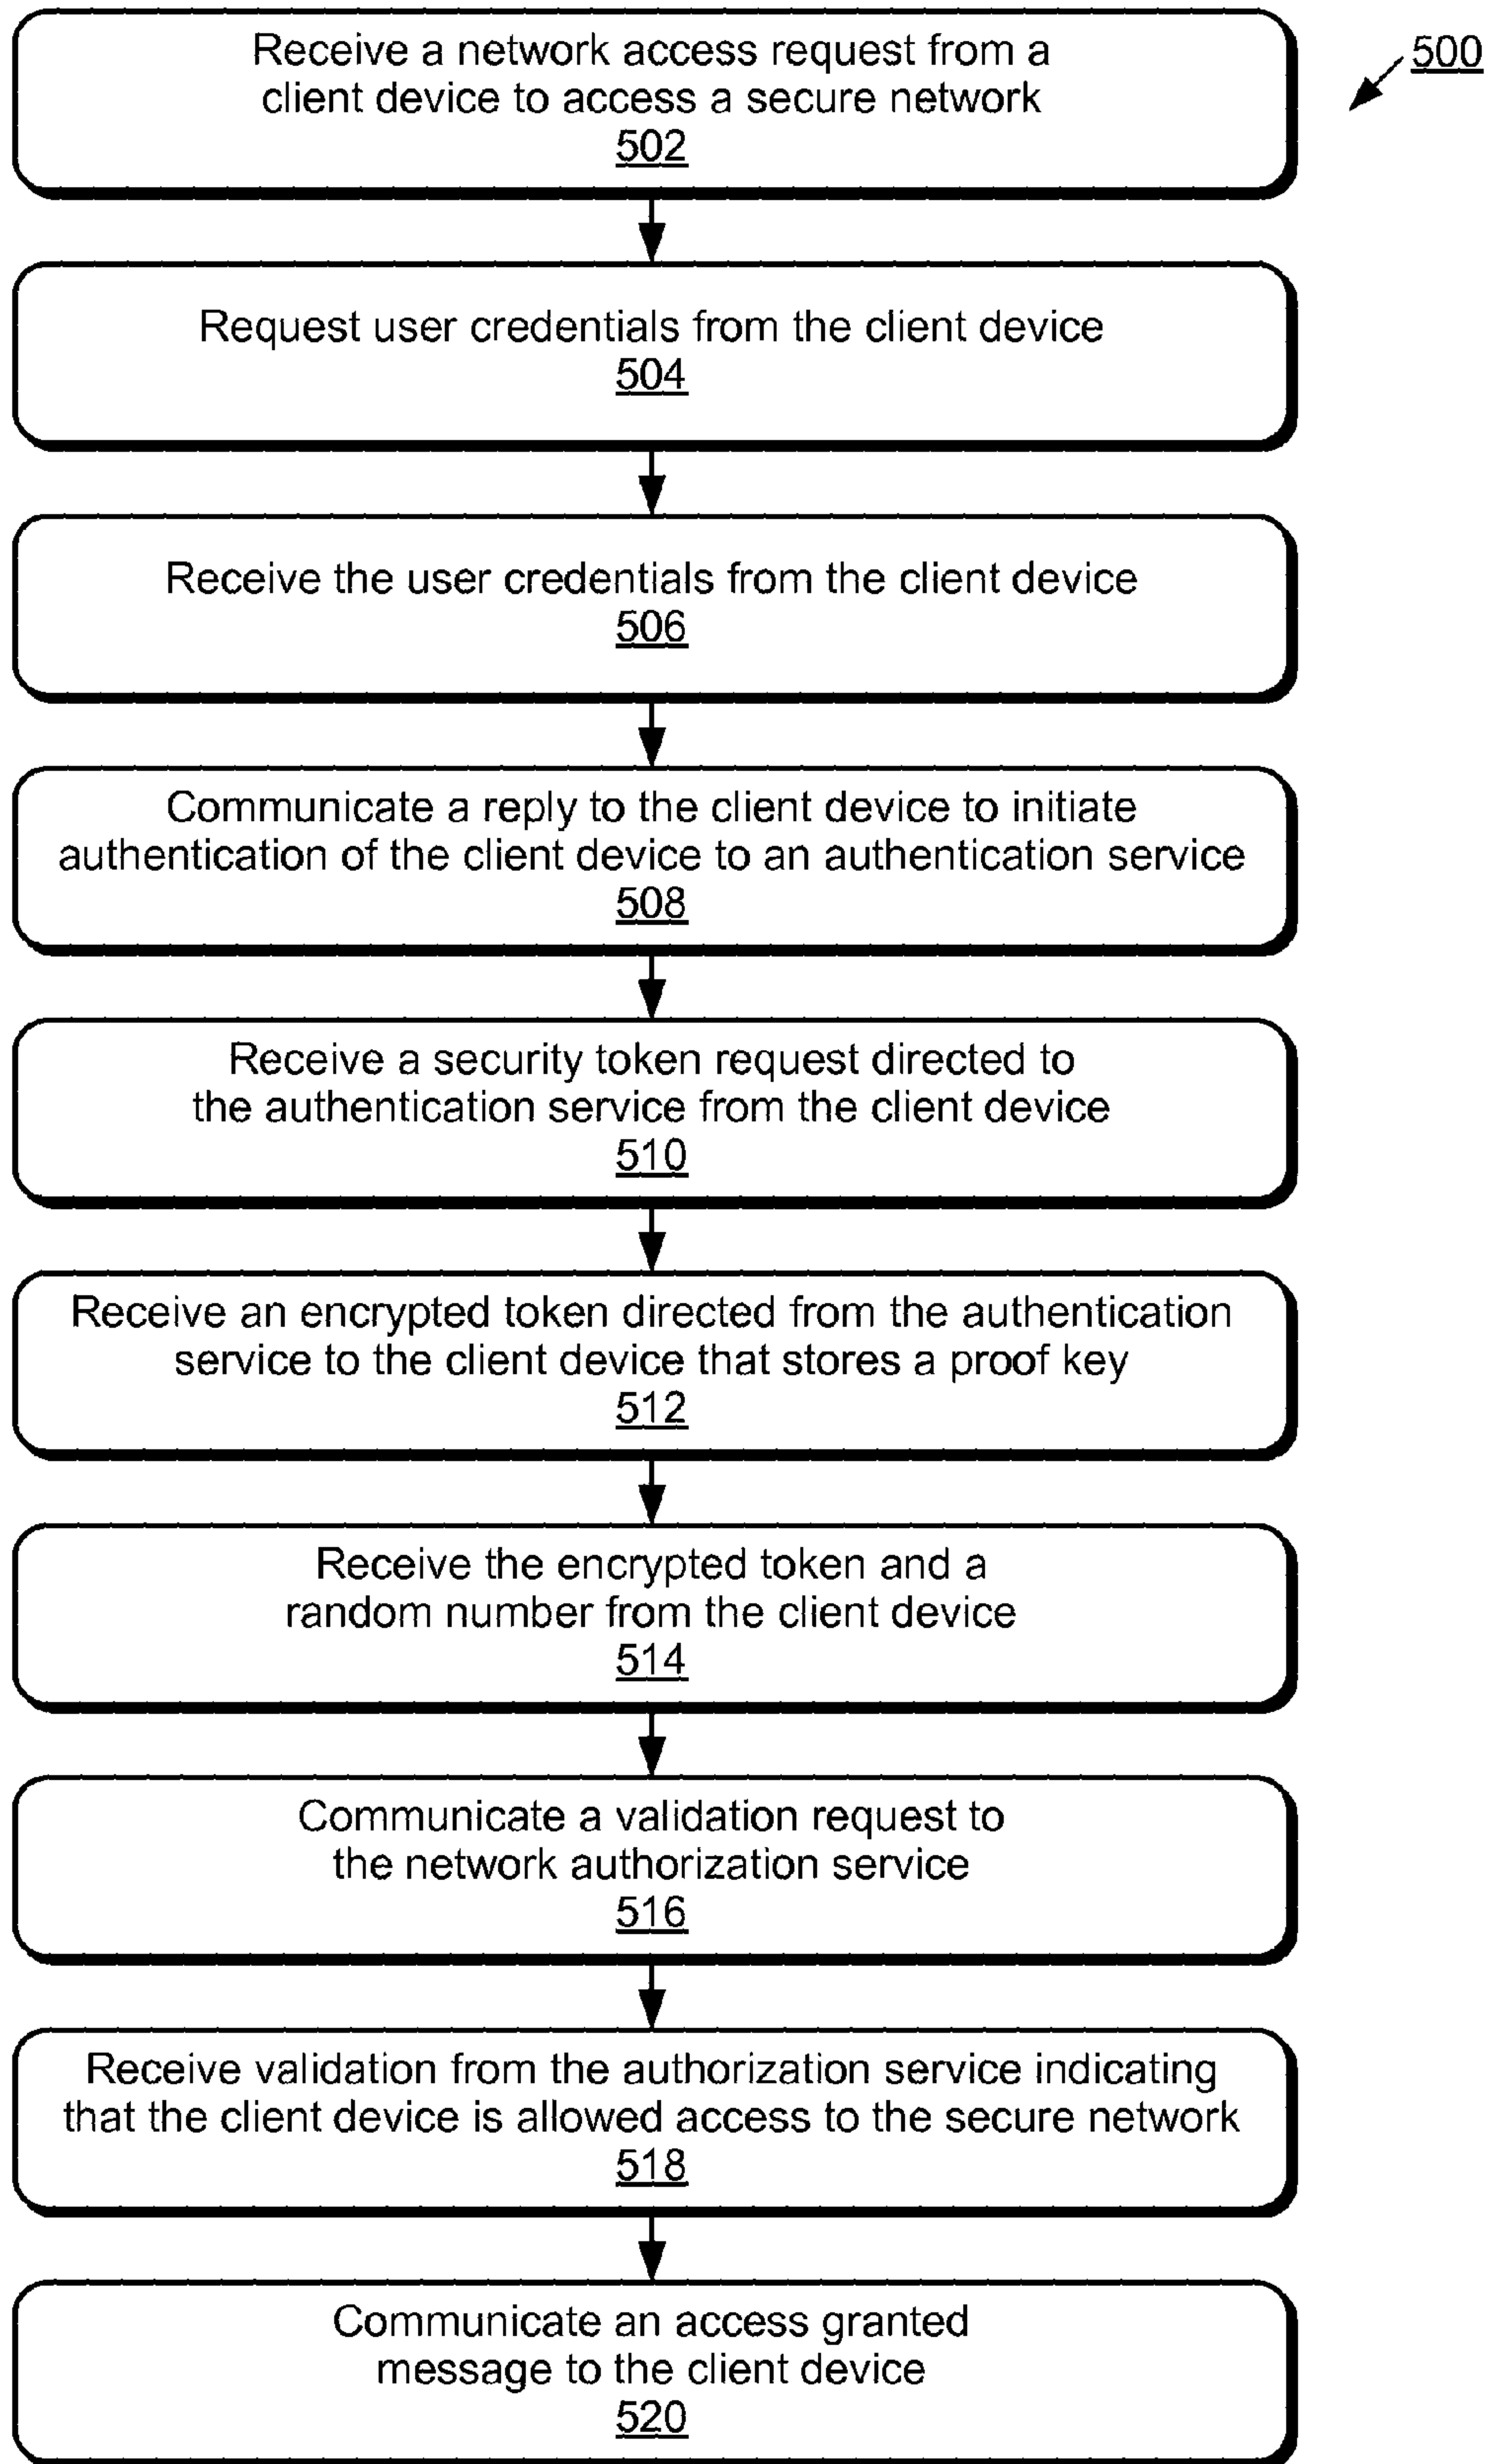 500
Receive a network access request from a
client device to access a secure network
502
Request user credentials from the client device
504
Receive the user credentials from the client device
506
Communicate a reply to the client device to initiate
authentication of the client device to an authentication service
508
Receive a security token request directed to
the authentication service from the client device
510
Receive an encrypted token directed from the authentication
service to the client device that stores a proof key
512
Receive the encrypted token and a
random number from the client device
514
Communicate a validation request to
the network authorization service
516
Receive validation from the authorization service indicating
that the client device is allowed access to the secure network
518
Communicate an access granted
message to the client device
520